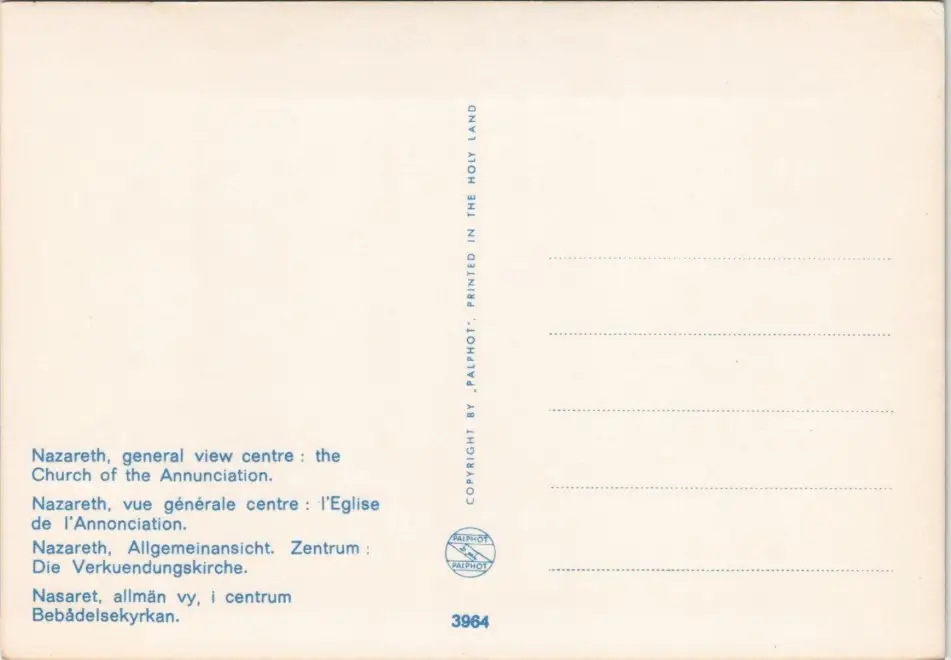 Nazareth, general view centre : the
Church of the Annunciation.
Nazareth, vue générale centre : l'Eglise
de l'Annonciation.
Nazareth, Allgemeinansicht. Zentrum :
Die Verkuendungskirche.
Nasaret, allmän vy, i centrum
Bebådelsekyrkan.
COPYRIGHT BY „PALPHOT". PRINTED IN THE HOLY LAND
PALPHOT
PALPHOT
3964